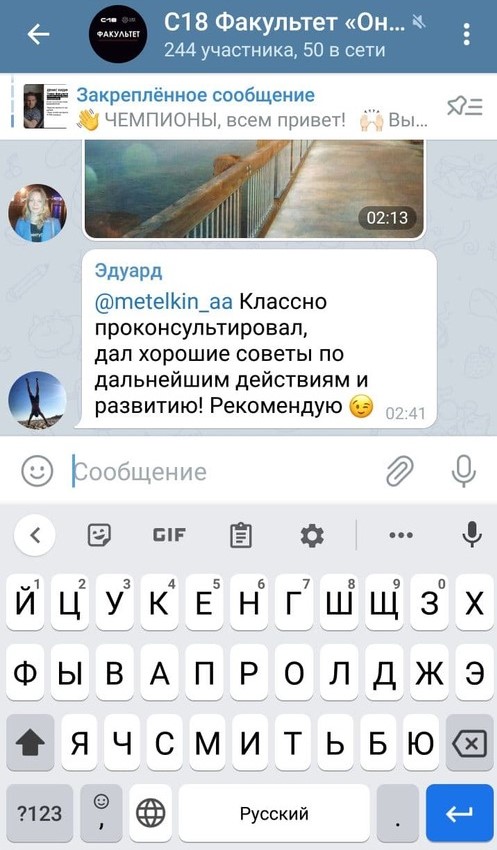 С18 Факультет «Он...
244 участника, 50 в сети
ФАКУЛЬТЕТ
Закреплённое сообщение
👋 ЧЕМПИОНЫ, всем привет! 🙌🏻 Вы...
02:13
Эдуард
@metelkin_aa Классно
проконсультировал,
дал хорошие советы по
дальнейшим действиям и
развитию! Рекомендую 😉 02:41
Сообщение
GIF
1 2 3 4 5 6 7 8 9 0
Й Ц У К Е Н Г Ш Щ З Х
Ф Ы В А П Р О Л Д Ж Э
Я Ч С М И Т Ь Б Ю
?123 , Русский .